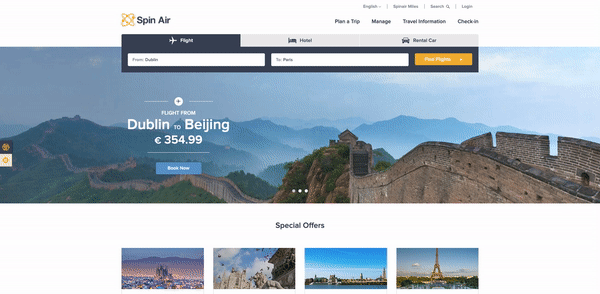 English
Spinair Miles
Search
Login
Spin Air
Plan a Trip
Manage
Travel Information
Check-in
Flight
Hotel
Rental Car
From: Dublin
To: Paris
Pick Flights
FLIGHT FROM
Dublin TO Beijing
€ 354.99
Book Now
Special Offers